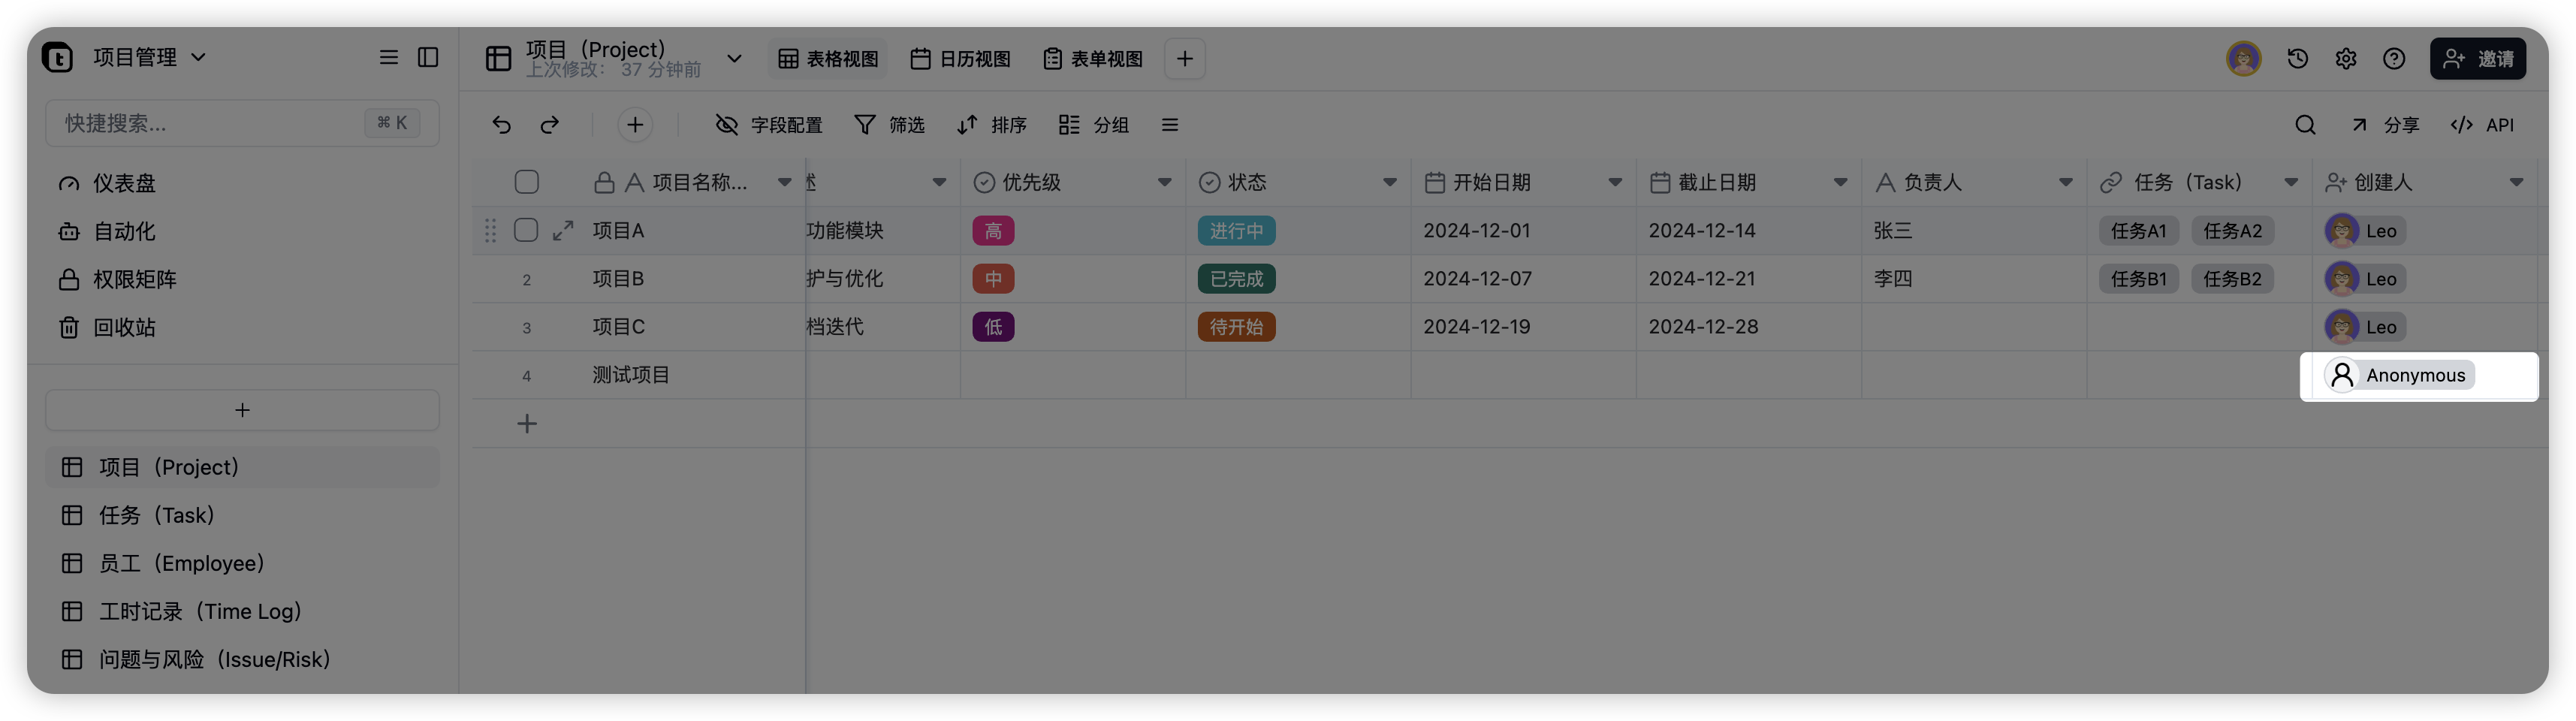 项目管理
快捷搜索...
⌘ K
仪表盘
自动化
权限矩阵
回收站
+
项目（Project）
任务（Task）
员工（Employee）
工时记录（Time Log）
问题与风险（Issue/Risk）
项目（Project）
上次修改： 37 分钟前
表格视图 日历视图 表单视图
邀请
字段配置 筛选 排序 分组
分享 API
项目名称... 述 优先级 状态 开始日期 截止日期 负责人 任务（Task） 创建人
项目A 功能模块 高 进行中 2024-12-01 2024-12-14 张三 任务A1 任务A2 Leo
2 项目B 护与优化 中 已完成 2024-12-07 2024-12-21 李四 任务B1 任务B2 Leo
3 项目C 档迭代 低 待开始 2024-12-19 2024-12-28 Leo
4 测试项目 Anonymous